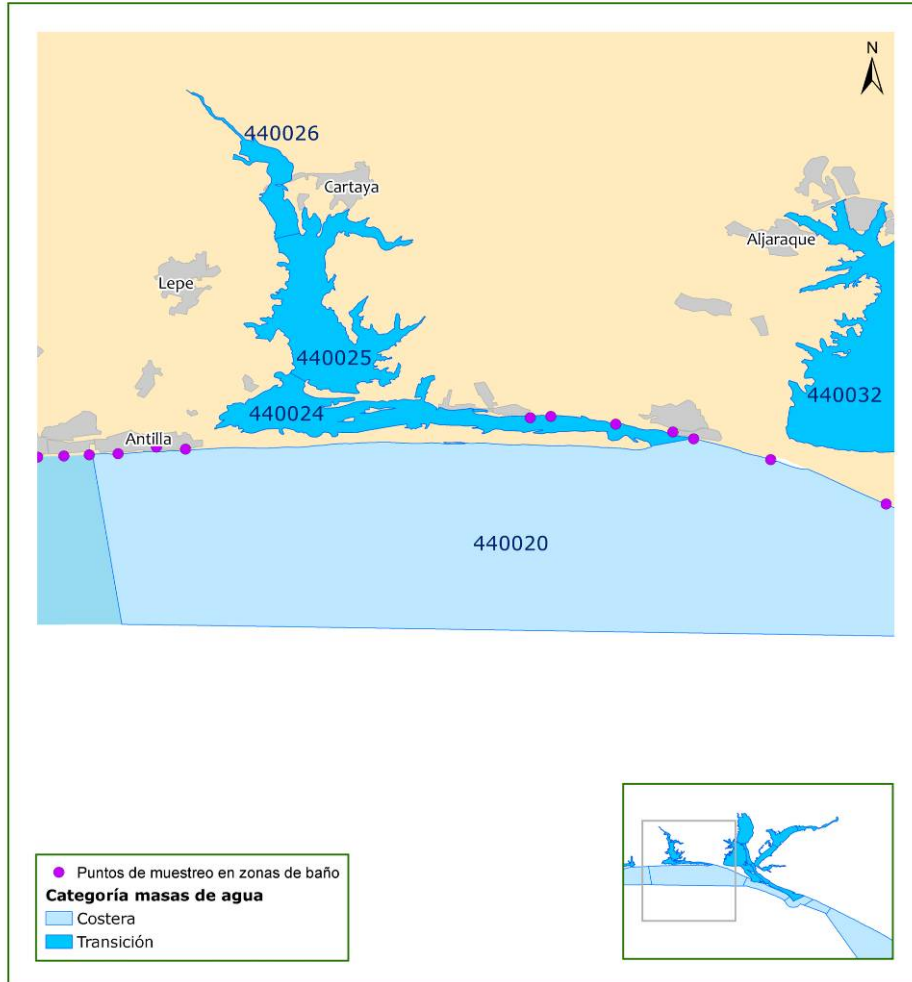 N
440026
Cartaya
Aljaraque
Lepe
440025
440032
440024
Antilla
440020
Puntos de muestreo en zonas de baño
Categoría masas de agua
Costera
Transición